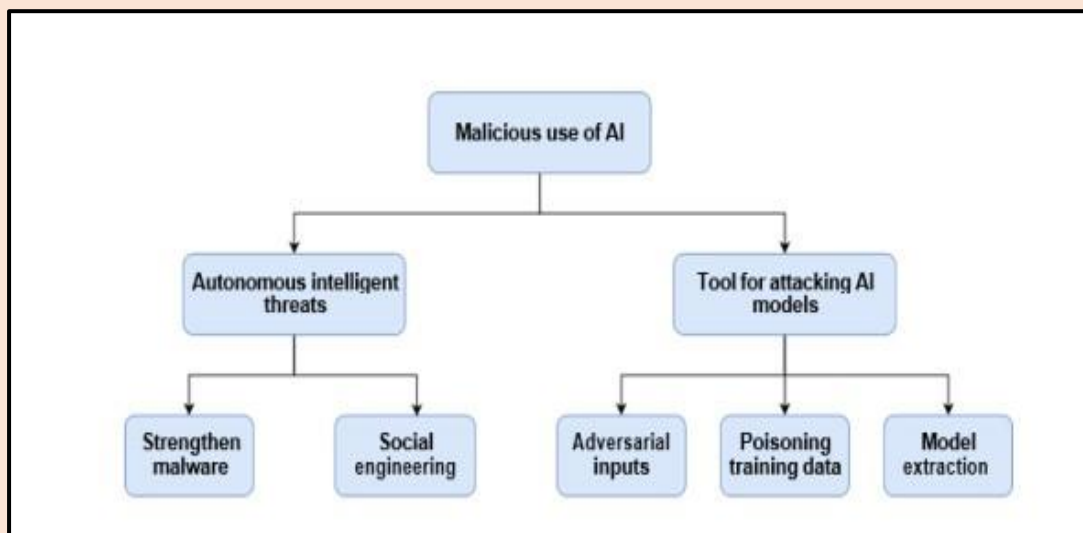 Malicious use of AI
Autonomous intelligent
threats
Tool for attacking AI
models
Strengthen
malware
Social
engineering
Adversarial
inputs
Poisoning
training data
Model
extraction